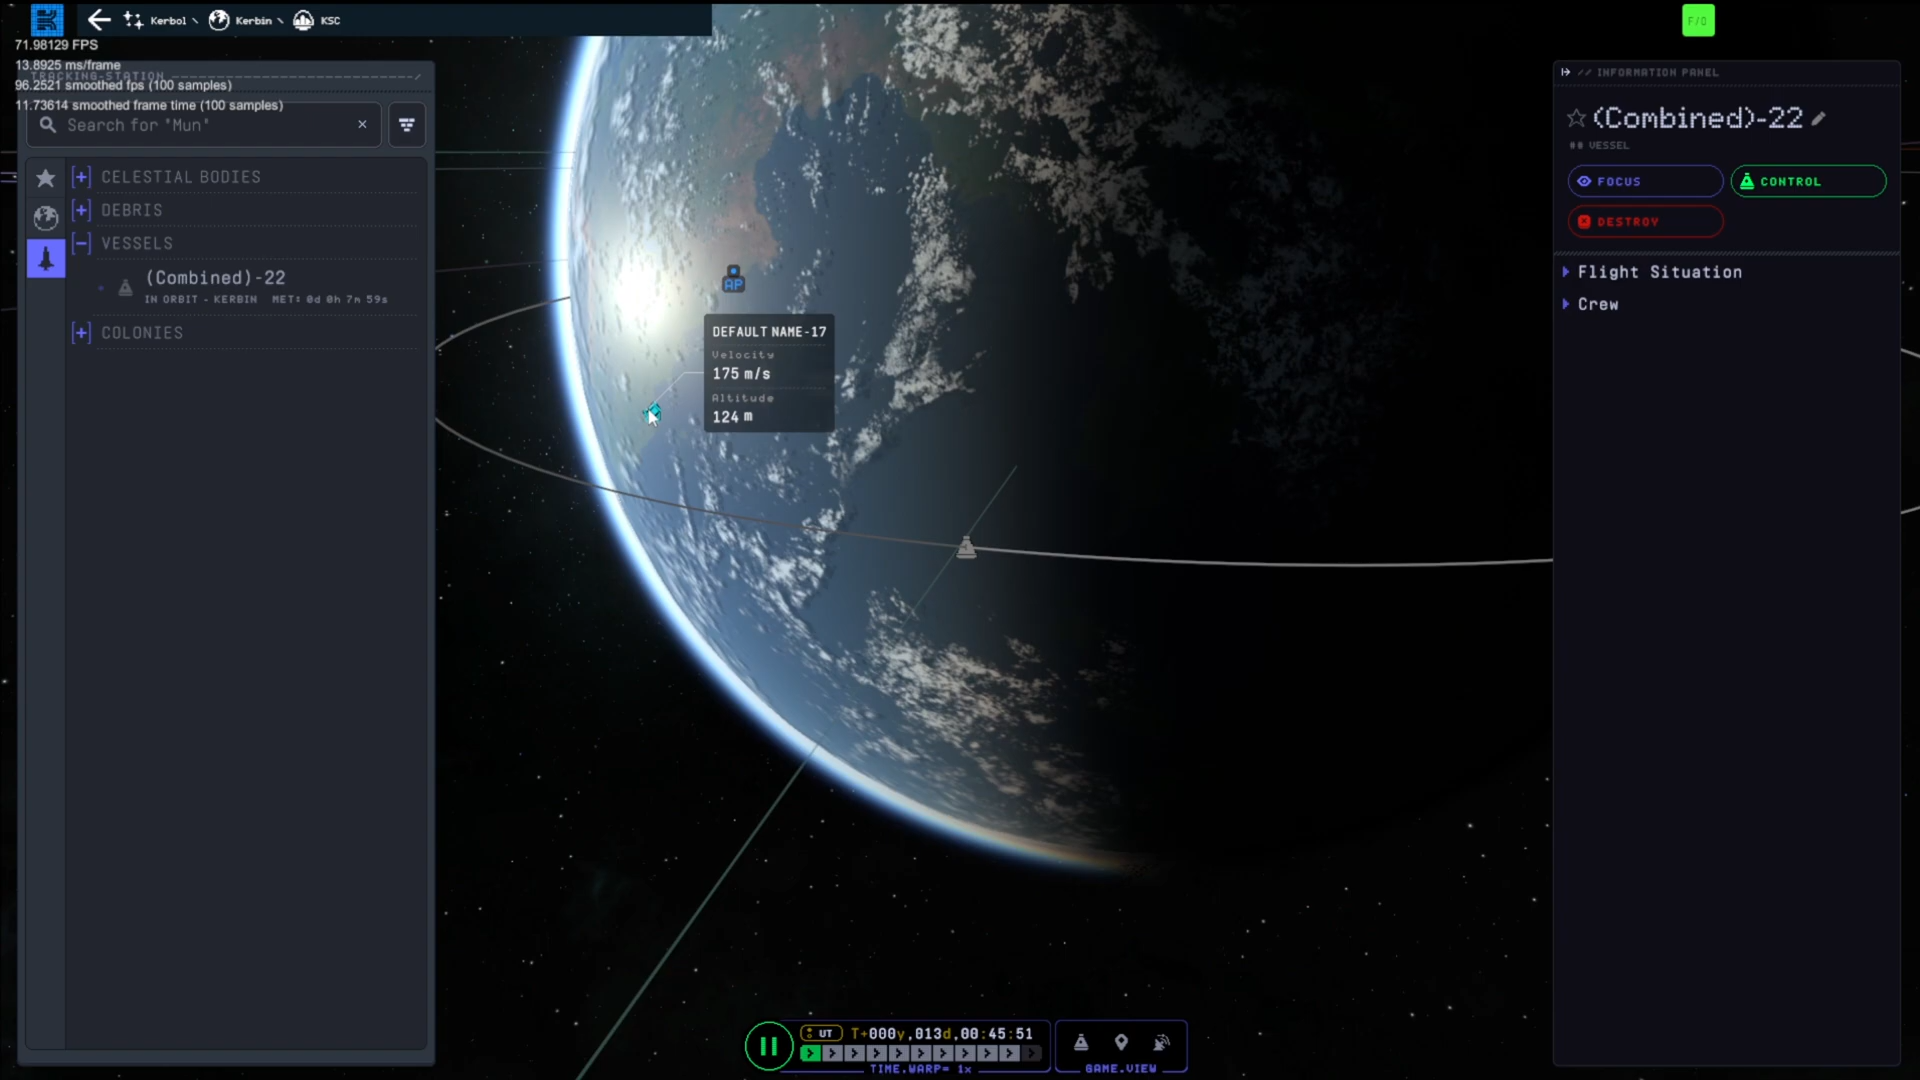 Kerbol \ Kerbin \ KSC
F/O
71.98129 FPS
13.8925 ms/frame
TRACKING-STATION
96.2521 smoothed fps (100 samples)
11.73614 smoothed frame time (100 samples)
Search for "Mun"
[+] CELESTIAL BODIES
[+] DEBRIS
[-] VESSELS
(Combined)-22
IN ORBIT - KERBIN MET: 0d 0h 7m 59s
[+] COLONIES
AP
DEFAULT NAME-17
Velocity
175 m/s
Altitude
124 m
// INFORMATION PANEL
(Combined)-22
VESSEL
FOCUS
CONTROL
DESTROY
Flight Situation
Crew
UT T+000y,013d,00:45:51
TIME.WARP= 1x
GAME.VIEW